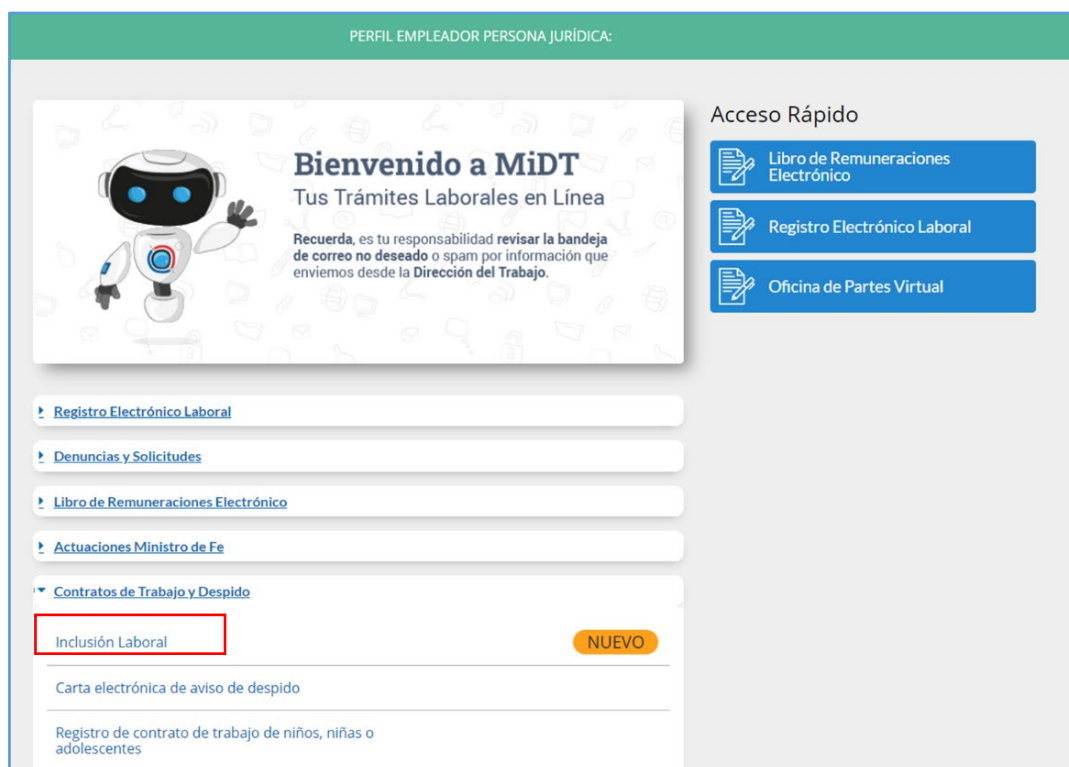 PERFIL EMPLEADOR PERSONA JURÍDICA:
Bienvenido a MiDT
Tus Trámites Laborales en Línea
Recuerda, es tu responsabilidad revisar la bandeja
de correo no deseado o spam por información que
enviemos desde la Dirección del Trabajo.
Acceso Rápido
Libro de Remuneraciones
Electrónico
Registro Electrónico Laboral
Oficina de Partes Virtual
Registro Electrónico Laboral
Denuncias y Solicitudes
Libro de Remuneraciones Electrónico
Actuaciones Ministro de Fe
Contratos de Trabajo y Despido
Inclusión Laboral
NUEVO
Carta electrónica de aviso de despido
Registro de contrato de trabajo de niños, niñas o
adolescentes